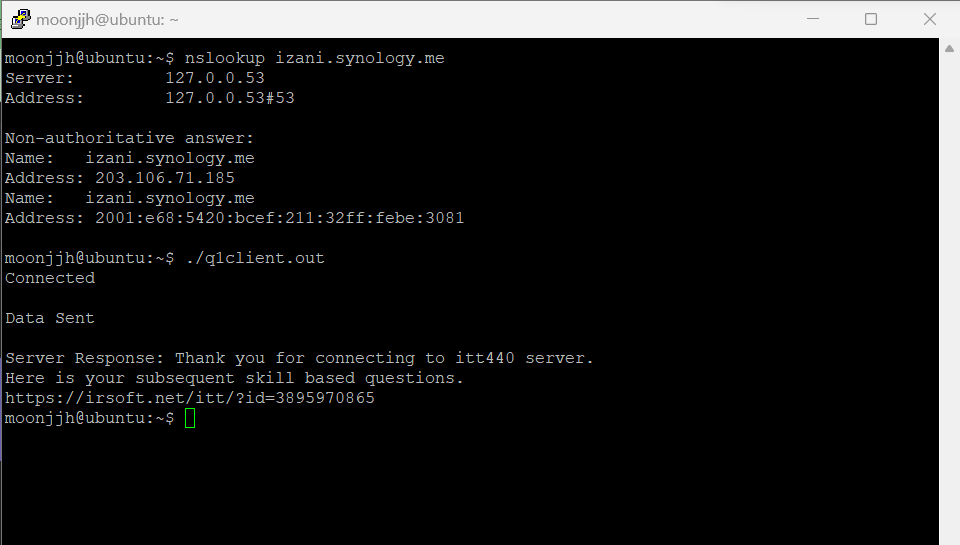 moonjjh@ubuntu: ~
moonjjh@ubuntu:~$ nslookup izani.synology.me
Server:         127.0.0.53
Address:        127.0.0.53#53
Non-authoritative answer:
Name:   izani.synology.me
Address: 203.106.71.185
Name:   izani.synology.me
Address: 2001:e68:5420:bcef:211:32ff:febe:3081
moonjjh@ubuntu:~$ ./q1client.out
Connected
Data Sent
Server Response: Thank you for connecting to itt440 server.
Here is your subsequent skill based questions.
https://irsoft.net/itt/?id=3895970865
moonjjh@ubuntu:~$